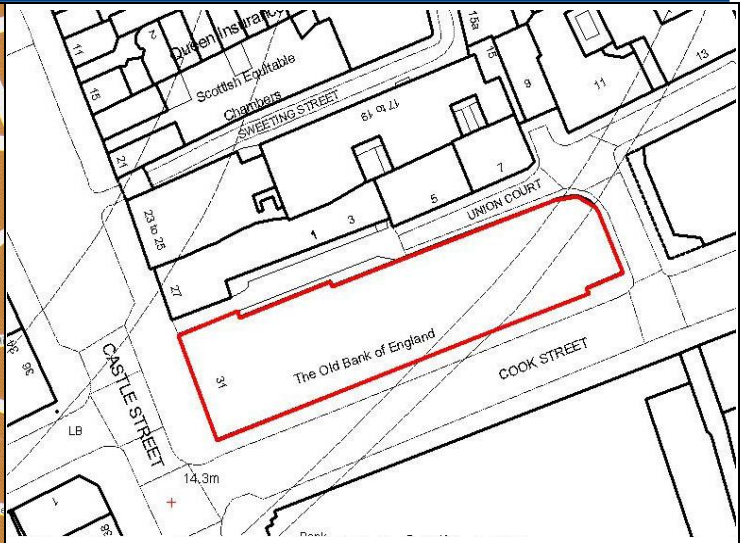 11
2
Queen Insurance
15a
15
13
18
Scottish Equitable
Chambers
9
11
SWEETING STREET
17 to 19
21
7
5
UNION COURT
23 to 25
1
3
27
The Old Bank of England
31
COOK STREET
CASTLE STREET
36
LB
14.3m
1
38
Bank